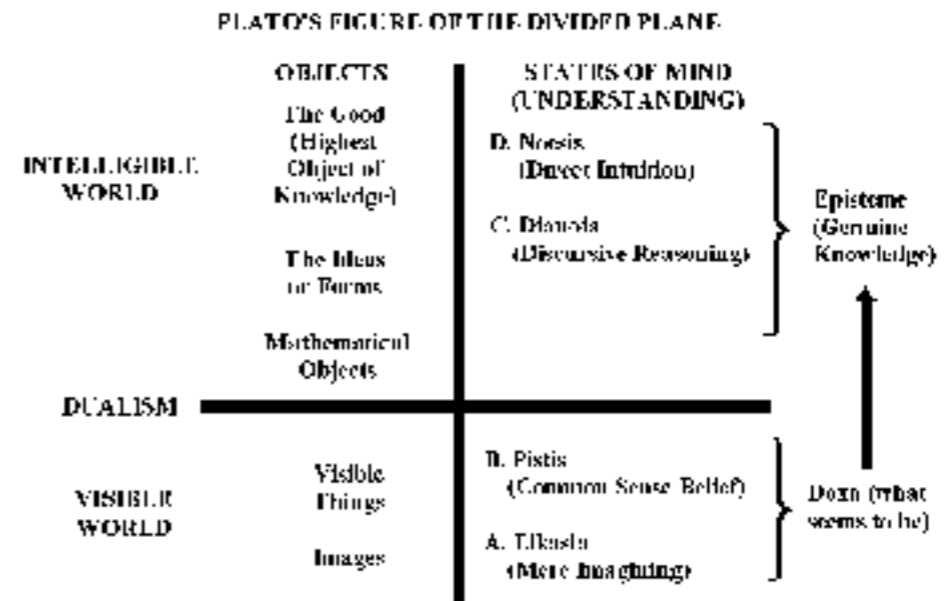 PLATO'S FIGURE OF THE DIVIDED PLANE
OBJECTS
STATES OF MIND
(UNDERSTANDING)
The Good
(Highest
Object of
Knowledge)
INTELLIGIBLE
WORLD
D. Noesis
(Direct Intuition)
C. Dianoia
(Discursive Reasoning)
Episteme
(Genuine
Knowledge)
The Ideas
or Forms
Mathematical
Objects
DUALISM
B. Pistis
(Common Sense Belief)
Visible
Things
VISIBLE
WORLD
Doxa (what
seems to be)
A. Eikasia
(Mere Imagining)
Images